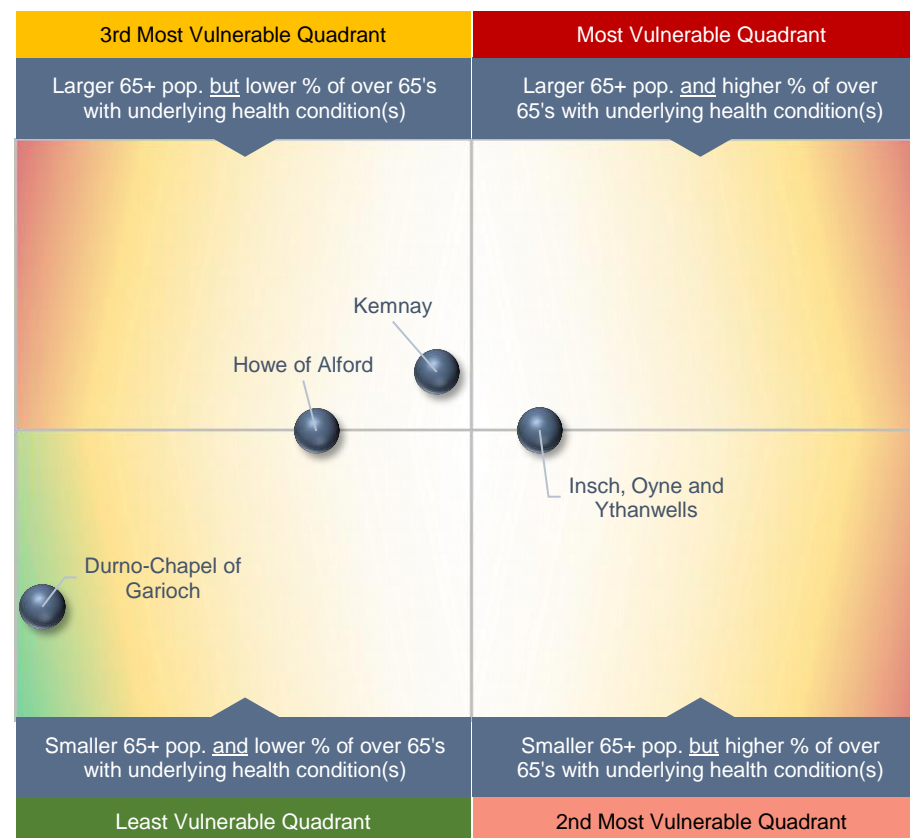 3rd Most Vulnerable Quadrant
Most Vulnerable Quadrant
Larger 65+ pop. but lower % of over 65's
with underlying health condition(s)
Larger 65+ pop. and higher % of over
65's with underlying health condition(s)
Kemnay
Howe of Alford
Insch, Oyne and
Ythanwells
Durno-Chapel of
Garioch
Smaller 65+ pop. and lower % of over 65's
with underlying health condition(s)
Smaller 65+ pop. but higher % of over
65's with underlying health condition(s)
Least Vulnerable Quadrant
2nd Most Vulnerable Quadrant